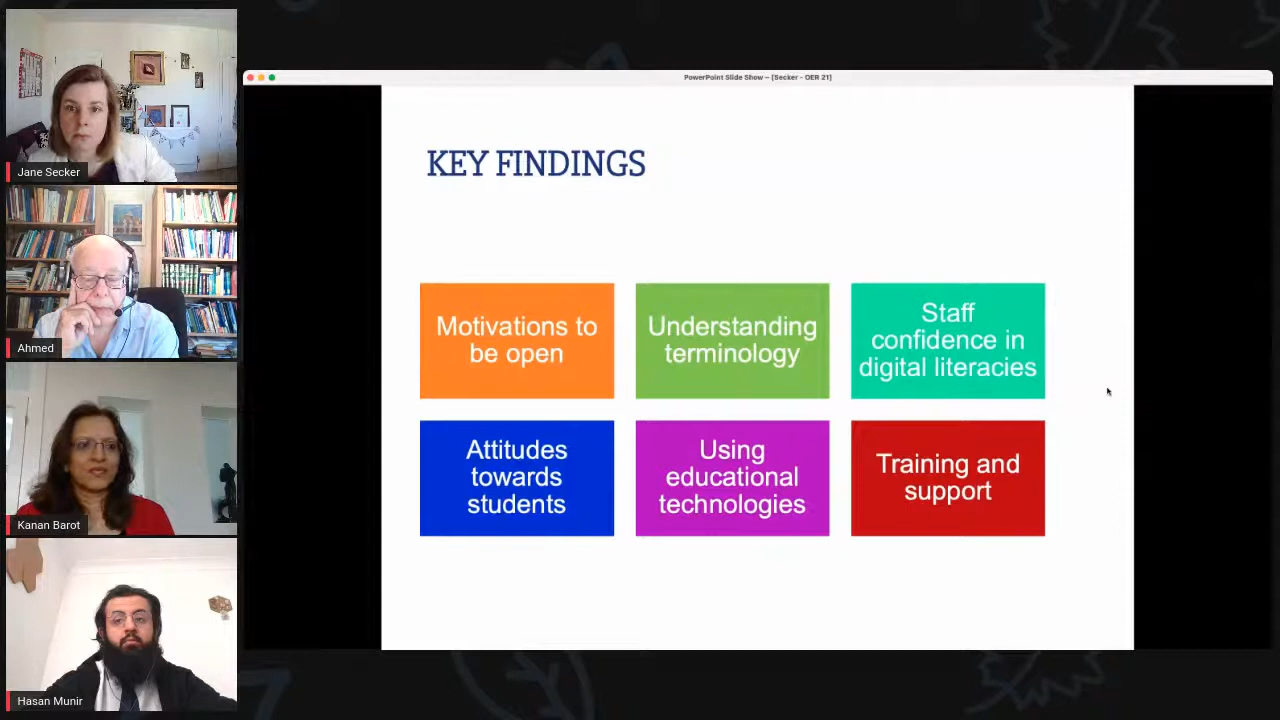 PowerPoint Slide Show – [Secker - OER 21]
KEY FINDINGS
Motivations to
be open
Understanding
terminology
Staff
confidence in
digital literacies
Attitudes
towards
students
Using
educational
technologies
Training and
support
Jane Secker
Ahmed
Kanan Barot
Hasan Munir